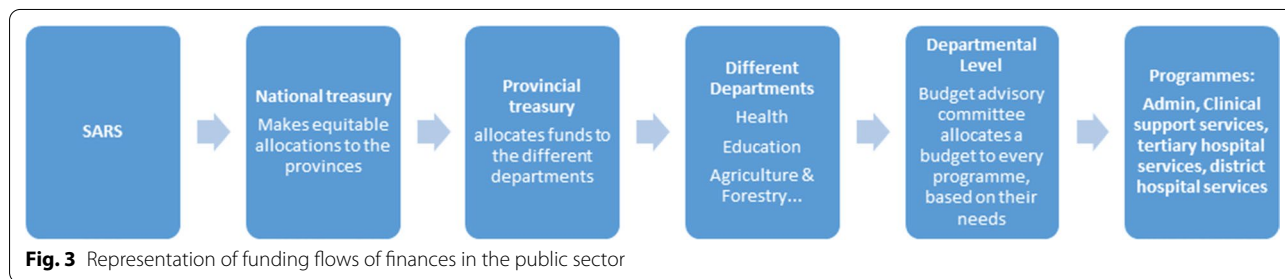 SARS
National treasury
Makes equitable
allocations to the
provinces
Provincial
treasury
allocates funds to
the different
departments
Different
Departments
Health
Education
Agriculture &
Forestry...
Departmental
Level
Budget advisory
committee
allocates a
budget to every
programme,
based on their
needs
Programmes:
Admin, Clinical
support services,
tertiary hospital
services, district
hospital services
Fig. 3 Representation of funding flows of finances in the public sector